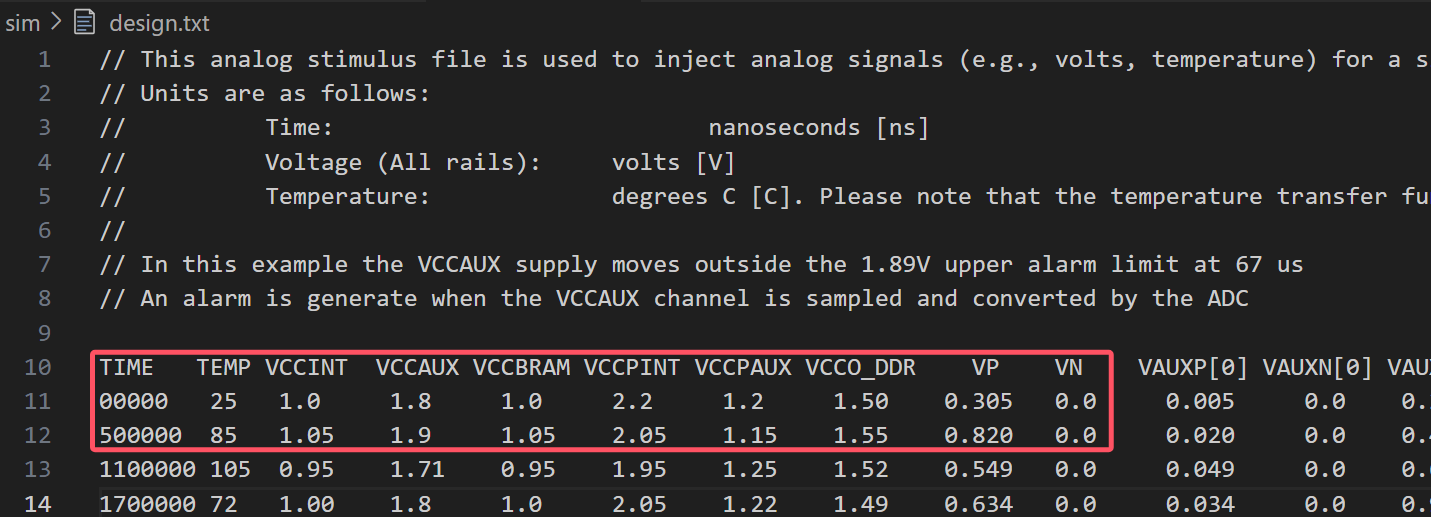 sim > design.txt
1 // This analog stimulus file is used to inject analog signals (e.g., volts, temperature) for a
2 // Units are as follows:
3 // Time: nanoseconds [ns]
4 // Voltage (All rails): volts [V]
5 // Temperature: degrees C [C]. Please note that the temperature transfer
6 //
7 // In this example the VCCAUX supply moves outside the 1.89V upper alarm limit at 67 us
8 // An alarm is generate when the VCCAUX channel is sampled and converted by the ADC
9
10 TIME TEMP VCCINT VCCAUX VCCBRAM VCCPINT VCCPAUX VCCO_DDR VP VN VAUXP[0] VAUXN[0]
11 00000 25 1.0 1.8 1.0 2.2 1.2 1.50 0.305 0.0 0.005 0.0
12 500000 85 1.05 1.9 1.05 2.05 1.15 1.55 0.820 0.0 0.020 0.0
13 1100000 105 0.95 1.71 0.95 1.95 1.25 1.52 0.549 0.0 0.049 0.0
14 1700000 72 1.00 1.8 1.0 2.05 1.22 1.49 0.634 0.0 0.034 0.0